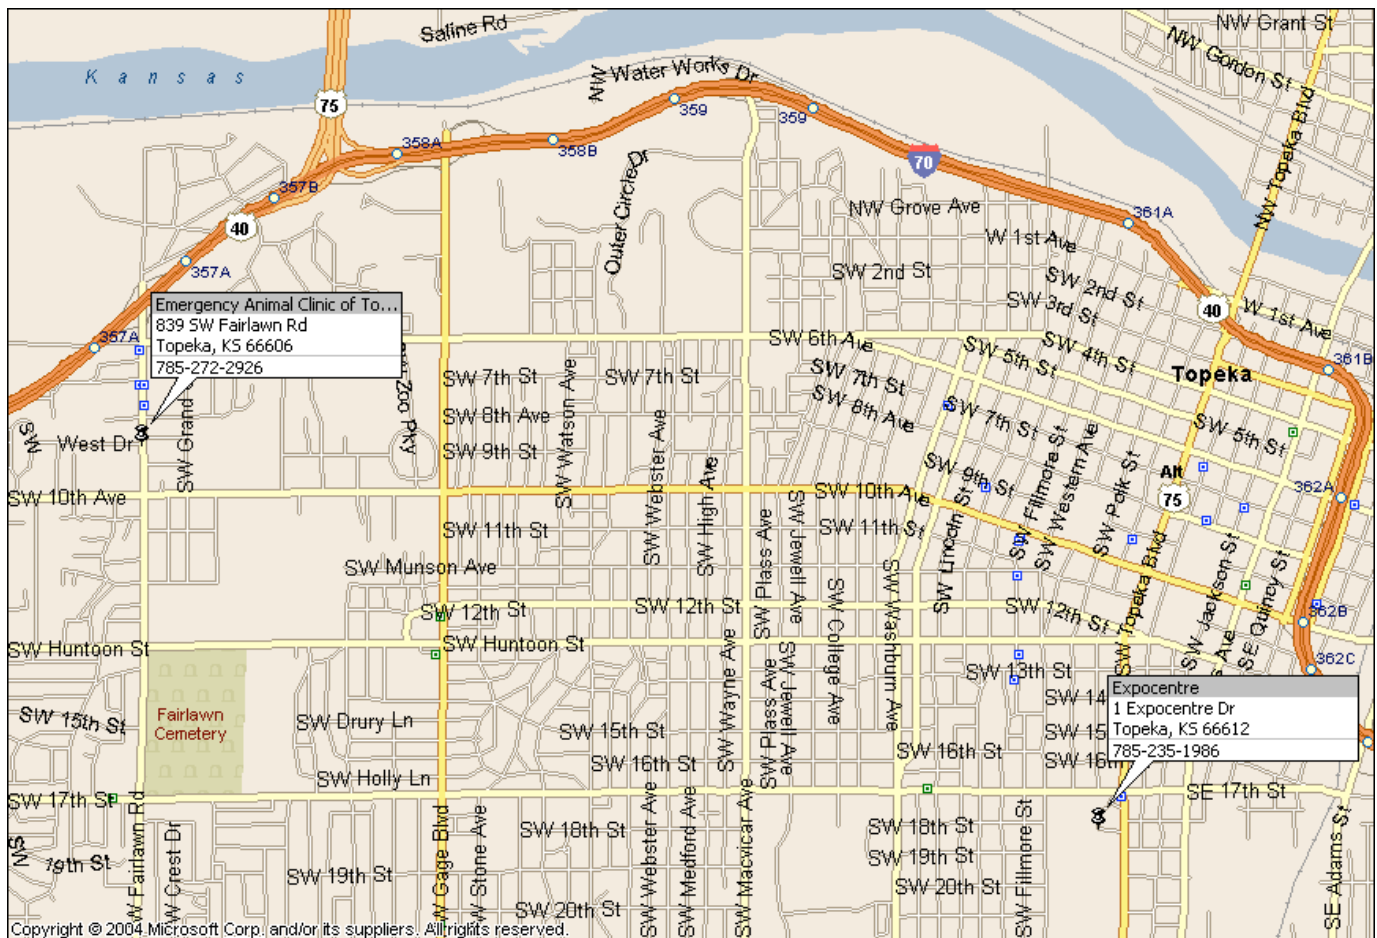 Saline Rd
NW Grant St
NW Gordon St
Kansas
NW Water Works Dr
NW Topeka Blvd
75
359
359
358A
358B
70
Outer Circle Dr
357B
40
NW Grove Ave
361A
W 1st Ave
357A
SW 2nd St
SW 2nd St
SW 3rd St
40
W 1st Ave
Emergency Animal Clinic of To...
839 SW Fairlawn Rd
Topeka, KS 66606
785-272-2926
357A
SW 6th Ave
SW 5th St
SW 4th St
361B
Topeka
Zoo Pky
SW 7th St
SW 7th St
SW 7th St
SW 8th Ave
SW 8th Ave
SW 7th St
SW 5th St
SW Watson Ave
SW Webster Ave
SW High Ave
SW
West Dr
SW Grand
SW 9th St
SW 9th St
SW Fillmore St
SW Western Ave
SW Polk St
Alt
75
362A
SW 10th Ave
SW 10th Ave
SW 11th St
SW 11th St
SW Plass Ave
SW Jewell Ave
SW Lincoln St
SW Topeka Blvd
SW Jackson St
SE Quincy St
Ave
SW Munson Ave
SW College Ave
SW Washburn Ave
SW 12th St
SW 12th St
SW 12th St
362B
SW Huntoon St
SW Huntoon St
362C
SW Wayne Ave
SW Plass Ave
SW Jewell Ave
SW 13th St
SW 14
Expocentre
1 Expocentre Dr
Topeka, KS 66612
785-235-1986
SW 15th St
Fairlawn
Cemetery
SW Drury Ln
SW 15th St
SW 15
SW 16th St
SW 16th St
SW 16th
SW Holly Ln
SW 17th St
SE 17th St
SW Fairlawn Rd
SW Crest Dr
SW Gage Blvd
SW Stone Ave
SW 18th St
SW Webster Ave
SW Medford Ave
SW Macvicar Ave
SW 18th St
SW Fillmore St
SE Adams St
SW
19th St
SW 19th St
SW 19th St
SW 20th St
SW 20th St
Copyright © 2004 Microsoft Corp. and/or its suppliers. All rights reserved.